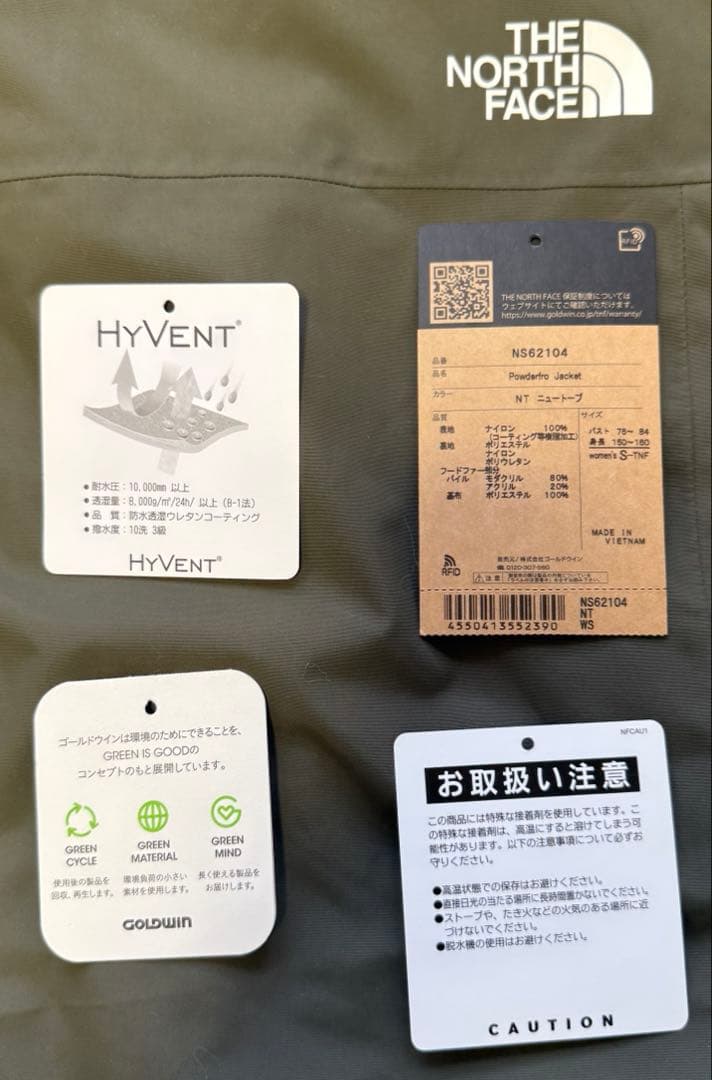 THE
NORTH
FACE
HYVENT®
●耐水圧：10,000mm 以上
●透湿量：8,000g/㎡/24h/ 以上（B-1法）
●品　質：防水透湿ウレタンコーティング
●撥水度：10洗 3級
HYVENT®
RFID
THE NORTH FACE 保証制度については
ウェブサイトにてご確認いただけます。
https://www.goldwin.co.jp/tnf/warranty/
品番 NS62104
品名 Powderfro Jacket
カラー NT ニュートープ
品質 サイズ
表地 ナイロン 100%
(コーティング等樹脂加工)
裏地 ポリエステル
ナイロン
ポリウレタン
フードファー部分
パイル モダクリル 80%
アクリル 20%
基布 ポリエステル 100%
バスト 76〜 84
身長 150〜160
women's S-TNF
MADE IN
VIETNAM
発売元/株式会社ゴールドウイン
☎ 0120-307-560
RFID
注意
4550413552390
NS62104
NT
WS
ゴールドウインは環境のためにできることを、
GREEN IS GOODの
コンセプトのもと展開しています。
GREEN
CYCLE
使用後の製品を
回収、再生します。
GREEN
MATERIAL
環境負荷の小さい
素材を使用します。
GREEN
MIND
長く使える製品を
お届けします。
GOLDWIN
NFCAU1
お取扱い注意
この商品には特殊な接着剤を使用しています。こ
の特殊な接着剤は、高温にすると溶けてしまう可
能性があります。以下の注意事項について必ずお
守りください。
●高温状態での保存はお避けください。
●直接日光の当たる場所に長時間置かないでください。
●ストーブや、たき火などの火気のある場所に近
づけないでください。
●脱水機の使用はお避けください。
CAUTION